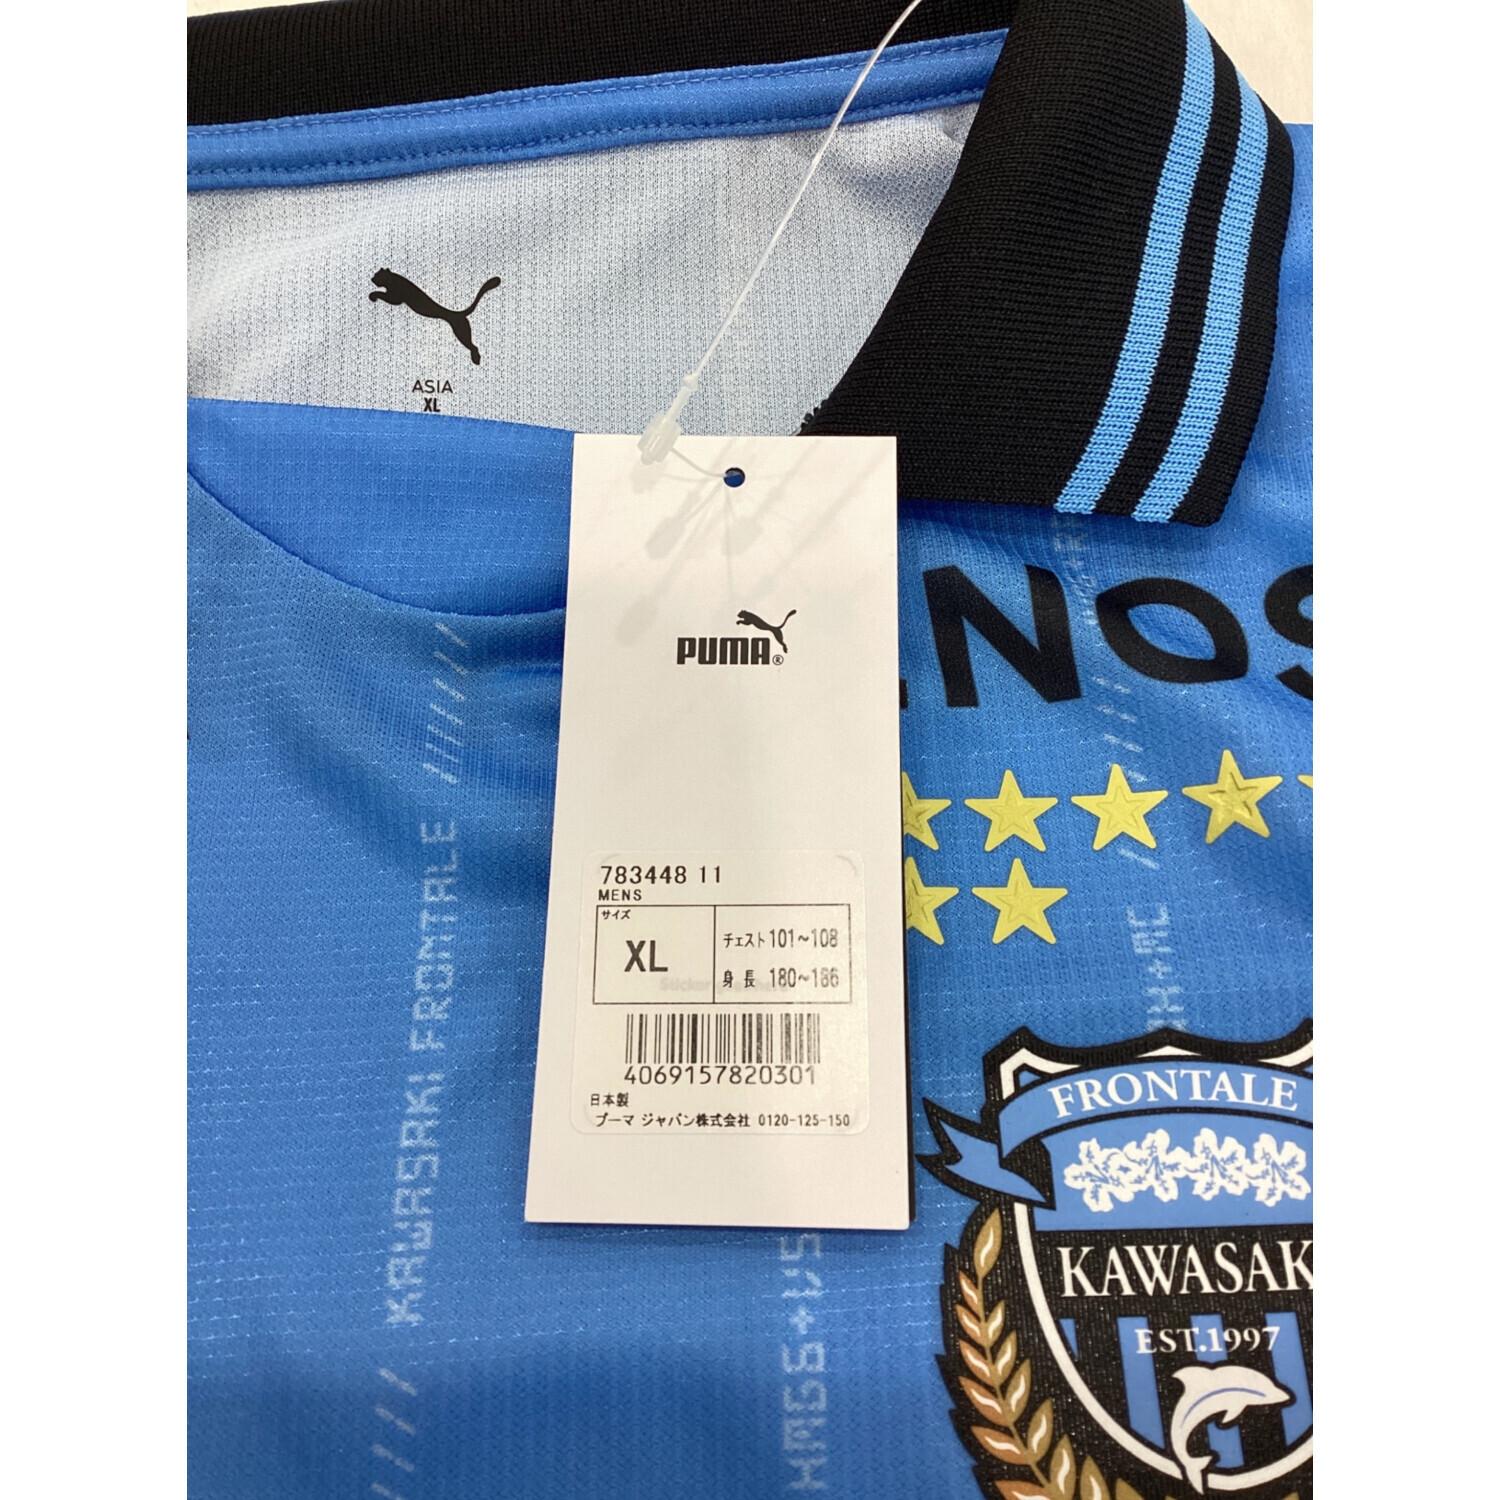 ASIA
XL
PUMA®
783448 11
MENS
サイズ
XL
チェスト 101~108
身長 180~186
4069157820301
日本製
プーマ ジャパン株式会社 0120-125-150
KAWASAKI FRONTALE
FRONTALE
KAWASAK
EST.1997